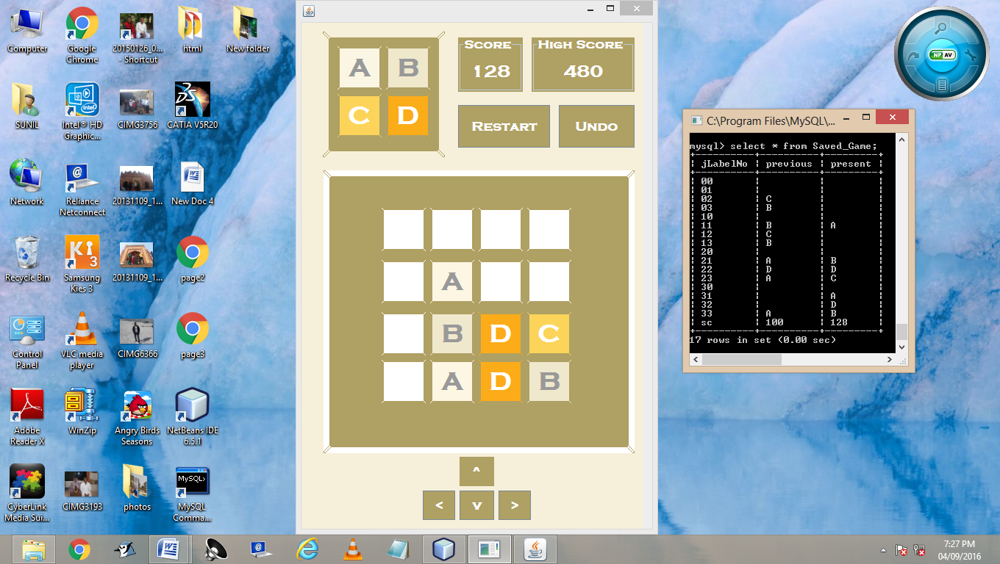 Computer
Google Chrome
20150126_0... - Shortcut
html
New folder
SUNIL
Intel® HD Graphic...
CIMG3756
CATIA V5R20
Network
Reliance Netconnect
20131109_1...
New Doc 4
Recycle Bin
Samsung Kies 3
20131109_1...
page2
Control Panel
VLC media player
CIMG6366
page3
Adobe Reader X
WinZip
Angry Birds Seasons
NetBeans IDE 6.5.1
CyberLink Media Sui...
CIMG3193
photos
MySQL Comma...
Ki
3
MySQL>
A B
C D
Score
128
High Score
480
Restart
Undo
A
B D C
A D B
^
< v >
NP AV
C:\Program Files\MySQL\...
mysql> select * from Saved_Game;
+-----------+----------+---------+
| jLabelNo | previous | present |
+-----------+----------+---------+
| 00 | | |
| 01 | | |
| 02 | C | |
| 03 | B | |
| 10 | | |
| 11 | B | A |
| 12 | C | |
| 13 | B | |
| 20 | | |
| 21 | A | B |
| 22 | D | D |
| 23 | A | C |
| 30 | | |
| 31 | | A |
| 32 | | D |
| 33 | A | B |
| sc | 100 | 128 |
+-----------+----------+---------+
17 rows in set (0.00 sec)
7:27 PM
04/09/2016